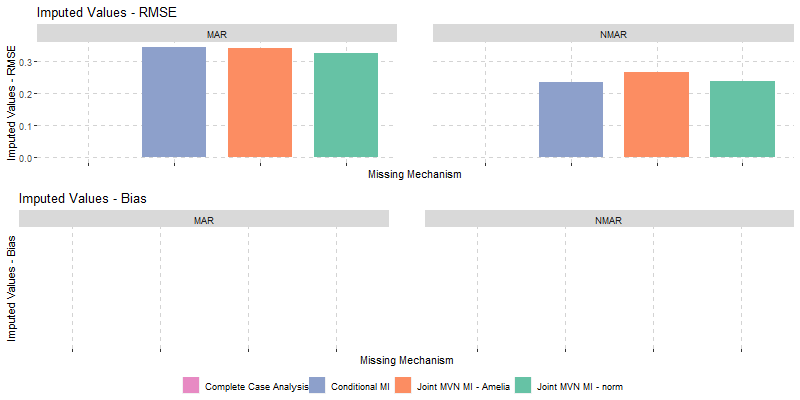 Imputed Values - RMSE
MAR
NMAR
Imputed Values - RMSE
0.3
0.2
0.1
0.0
Missing Mechanism
Imputed Values - Bias
MAR
NMAR
Imputed Values - Bias
Missing Mechanism
Complete Case Analysis
Conditional MI
Joint MVN MI - Amelia
Joint MVN MI - norm